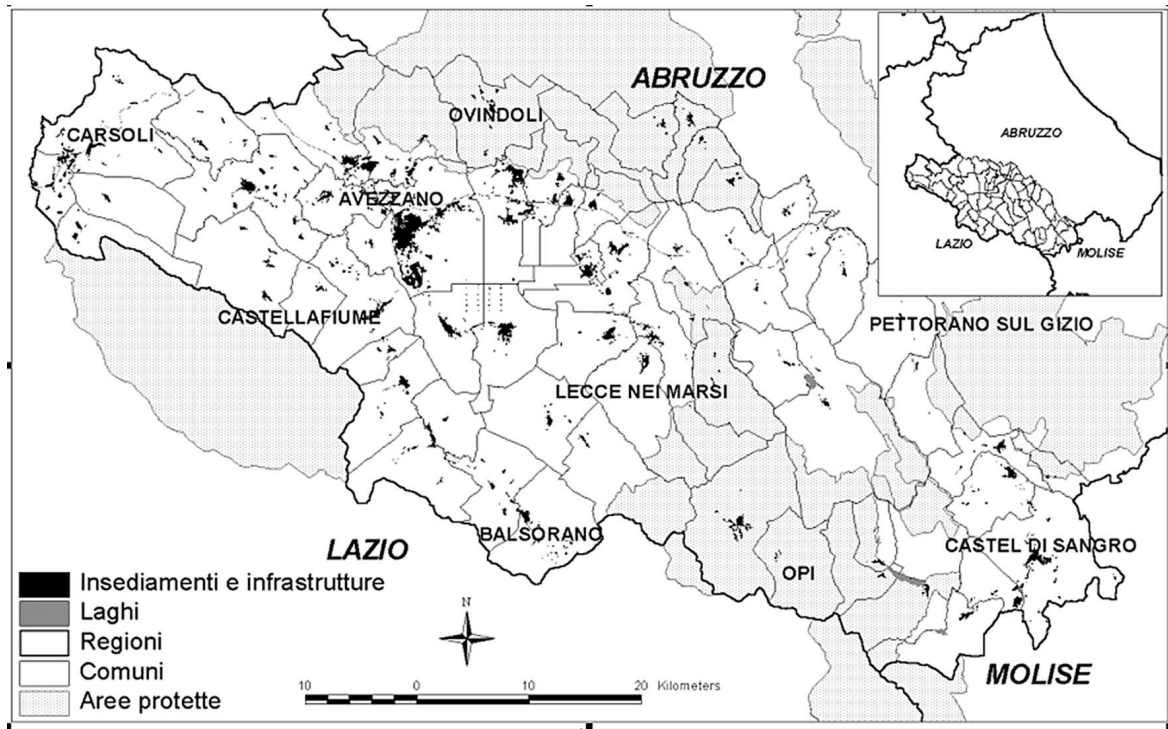 ABRUZZO
OVINDOLI
CARSOLI
AVEZZANO
CASTELLAFIUME
PETTORANO SUL GIZIO
LECCE NEI MARSI
BALSORANO
LAZIO
OPI
CASTEL DI SANGRO
MOLISE
ABRUZZO
LAZIO
MOLISE
Insediamenti e infrastrutture
Laghi
Regioni
Comuni
Aree protette
N
10 0 10 20 Kilometers